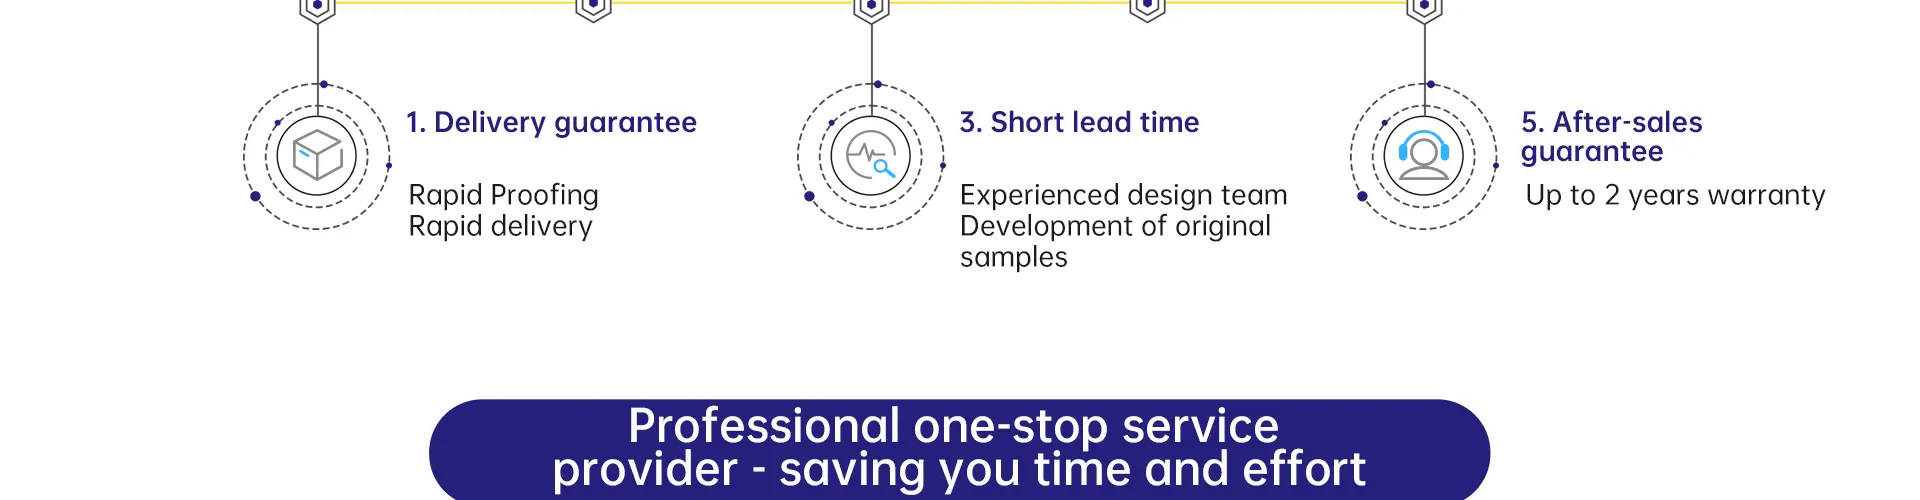 1. Delivery guarantee
Rapid Proofing
Rapid delivery
3. Short lead time
Experienced design team
Development of original
samples
5. After-sales
guarantee
Up to 2 years warranty
Professional one-stop service
provider - saving you time and effort